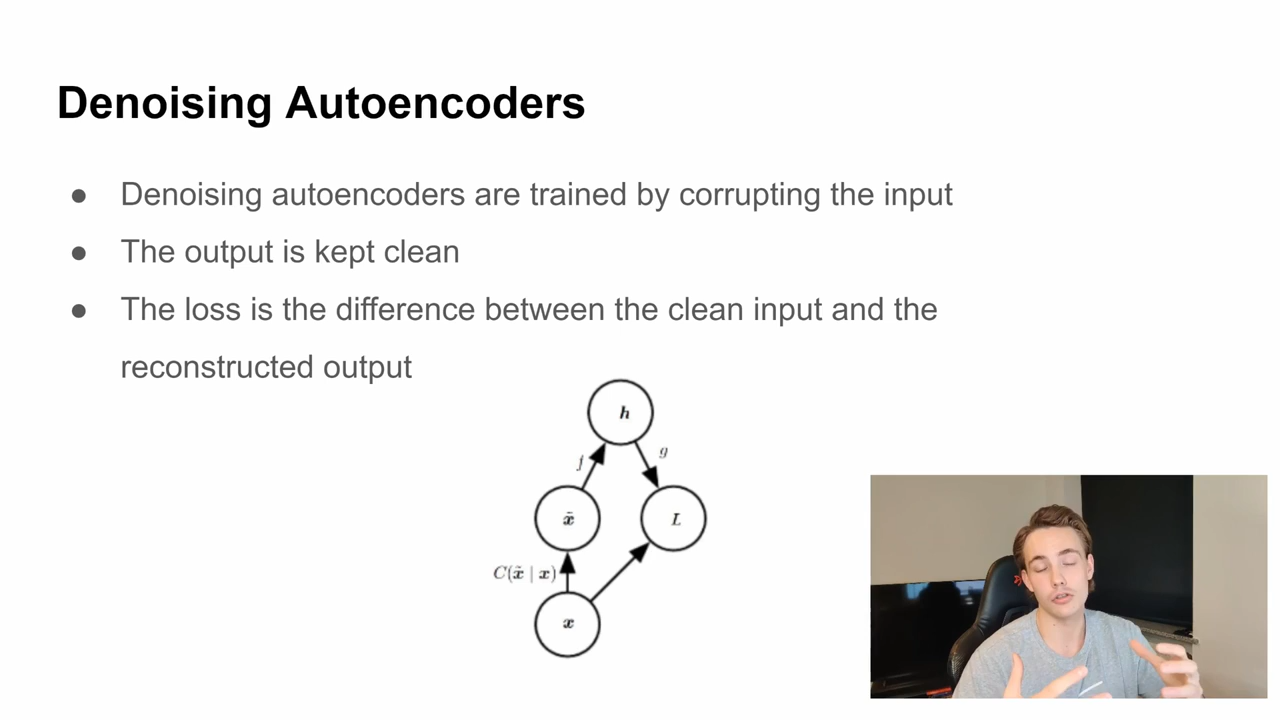 Denoising Autoencoders
● Denoising autoencoders are trained by corrupting the input
● The output is kept clean
● The loss is the difference between the clean input and the
reconstructed output
h
f
g
x̃
L
C(x̃ | x)
x